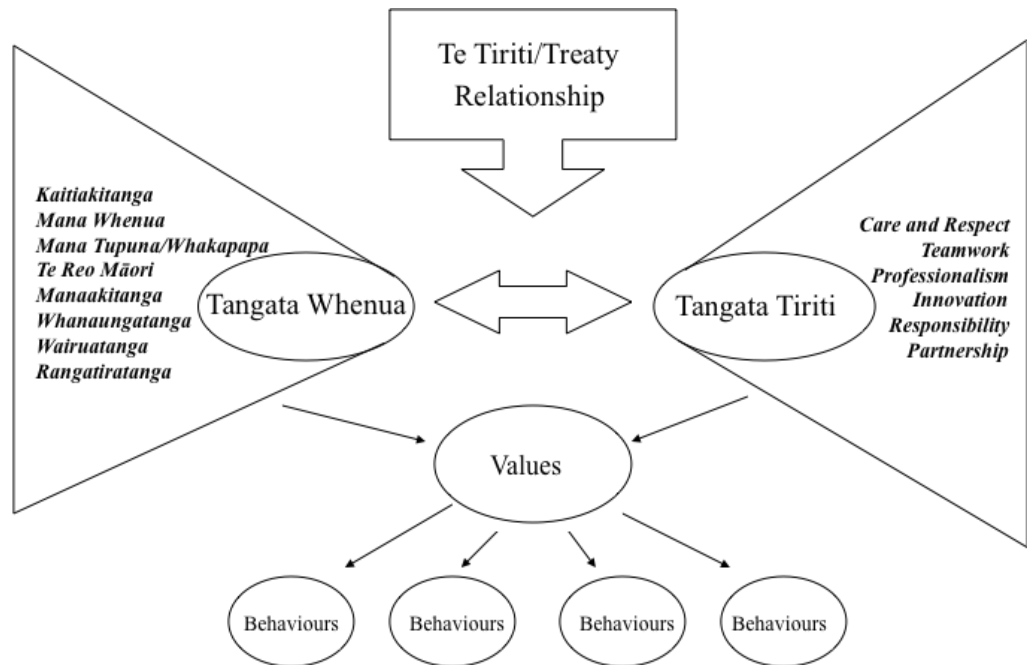 Te Tiriti/Treaty
Relationship
Kaitiakitanga
Mana Whenua
Mana Tupuna/Whakapapa
Te Reo Māori
Manaakitanga
Whanaungatanga
Wairuatanga
Rangatiratanga
Tangata Whenua
Tangata Tiriti
Care and Respect
Teamwork
Professionalism
Innovation
Responsibility
Partnership
Values
Behaviours
Behaviours
Behaviours
Behaviours